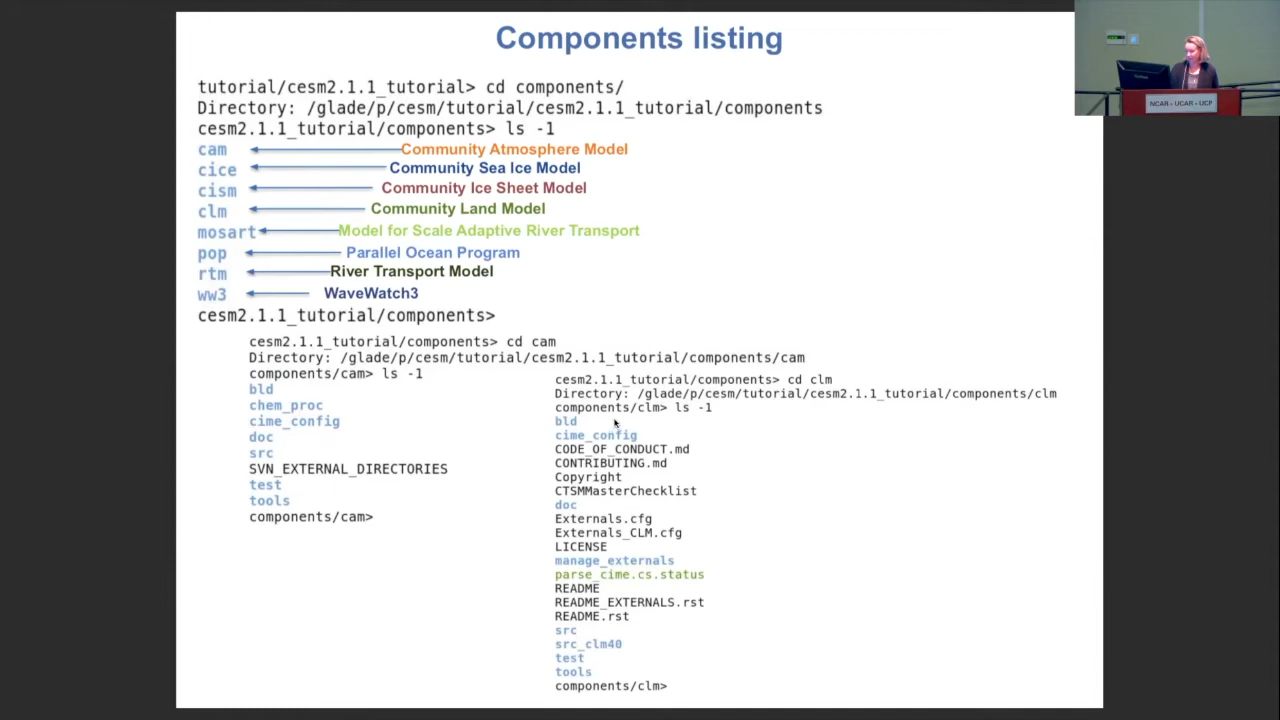 Components listing
tutorial/cesm2.1.1_tutorial> cd components/
Directory: /glade/p/cesm/tutorial/cesm2.1.1_tutorial/components
cesm2.1.1_tutorial/components> ls -1
cam Community Atmosphere Model
cice Community Sea Ice Model
cism Community Ice Sheet Model
clm Community Land Model
mosart Model for Scale Adaptive River Transport
pop Parallel Ocean Program
rtm River Transport Model
ww3 WaveWatch3
cesm2.1.1_tutorial/components>
cesm2.1.1_tutorial/components> cd cam
Directory: /glade/p/cesm/tutorial/cesm2.1.1_tutorial/components/cam
components/cam> ls -1
bld
chem_proc
cime_config
doc
src
SVN_EXTERNAL_DIRECTORIES
test
tools
components/cam>
cesm2.1.1_tutorial/components> cd clm
Directory: /glade/p/cesm/tutorial/cesm2.1.1_tutorial/components/clm
components/clm> ls -1
bld
cime_config
CODE_OF_CONDUCT.md
CONTRIBUTING.md
Copyright
CTSMMasterChecklist
doc
Externals.cfg
Externals_CLM.cfg
LICENSE
manage_externals
parse_cime.cs.status
README
README_EXTERNALS.rst
README.rst
src
src_clm40
test
tools
components/clm>
NCAR • UCAR • UCP